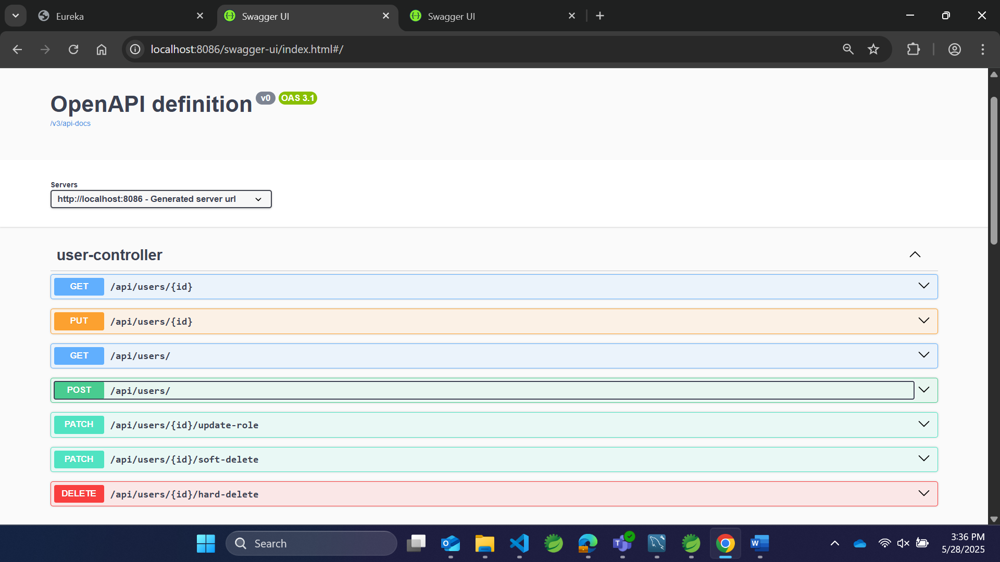 Eureka
Swagger UI
Swagger UI
localhost:8086/swagger-ui/index.html#/
OpenAPI definition v0 OAS 3.1
/v3/api-docs
Servers
http://localhost:8086 - Generated server url
user-controller
GET /api/users/{id}
PUT /api/users/{id}
GET /api/users/
POST /api/users/
PATCH /api/users/{id}/update-role
PATCH /api/users/{id}/soft-delete
DELETE /api/users/{id}/hard-delete
Search
3:36 PM
5/28/2025